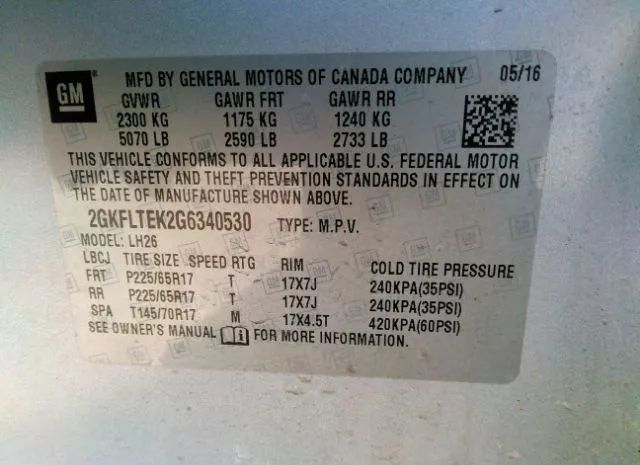 GM
MFD BY GENERAL MOTORS OF CANADA COMPANY 05/16
GVWR GAWR FRT GAWR RR
2300 KG 1175 KG 1240 KG
5070 LB 2590 LB 2733 LB
THIS VEHICLE CONFORMS TO ALL APPLICABLE U.S. FEDERAL MOTOR
VEHICLE SAFETY AND THEFT PREVENTION STANDARDS IN EFFECT ON
THE DATE OF MANUFACTURE SHOWN ABOVE.
2GKFLTEK2G6340530 TYPE: M.P.V.
MODEL: LH26
LBCJ TIRE SIZE SPEED RTG RIM COLD TIRE PRESSURE
FRT P225/65R17 T 17X7J 240KPA(35PSI)
RR P225/65R17 T 17X7J 240KPA(35PSI)
SPA T145/70R17 M 17X4.5T 420KPA(60PSI)
SEE OWNER'S MANUAL FOR MORE INFORMATION.